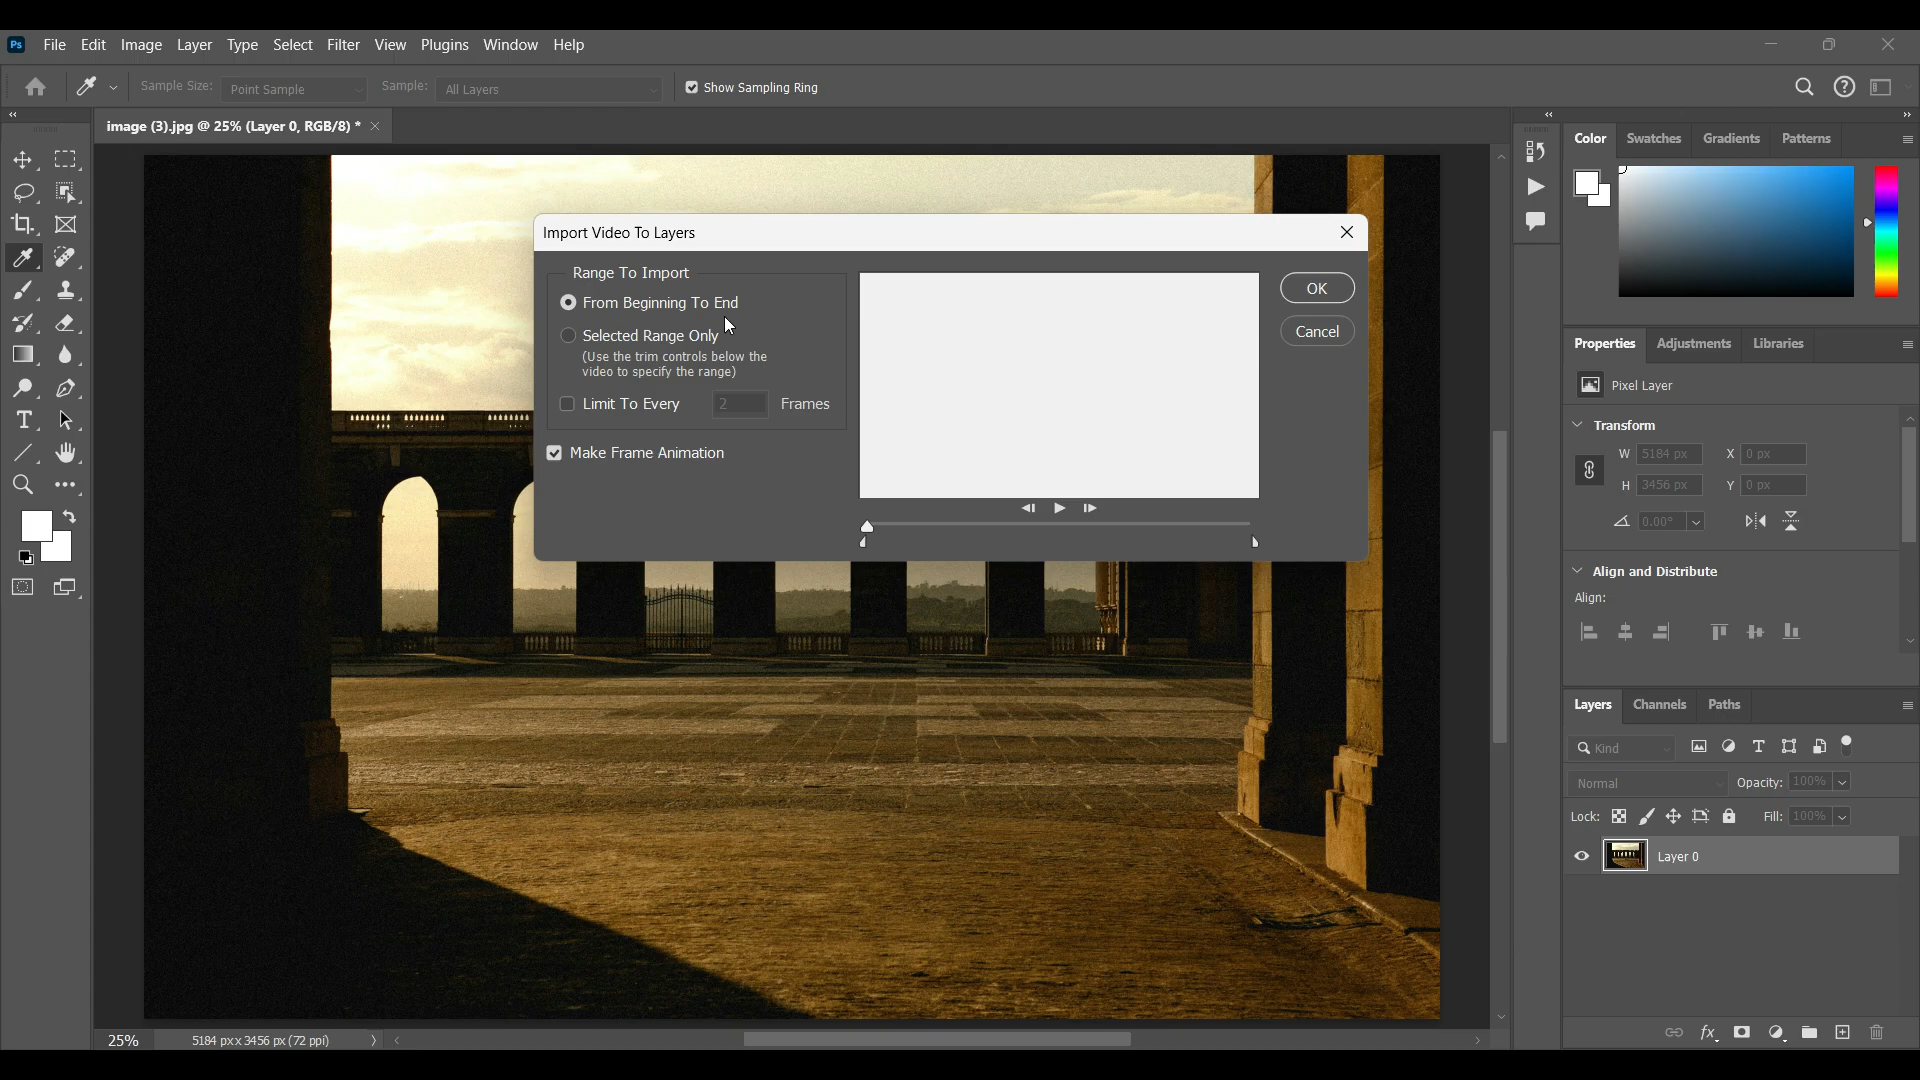 Ps File Edit Image Layer Type Select Filter View Plugins Window Help
Sample Size: Point Sample Sample: All Layers Show Sampling Ring
image (3).jpg @ 25% (Layer 0, RGB/8) *
Import Video To Layers
Range To Import
From Beginning To End
Selected Range Only
(Use the trim controls below the
video to specify the range)
Limit To Every 2 Frames
Make Frame Animation
OK
Cancel
Color Swatches Gradients Patterns
Properties Adjustments Libraries
Pixel Layer
Transform
W 5184 px X 0 px
H 3456 px Y 0 px
0.00°
Align and Distribute
Align:
Layers Channels Paths
Kind
Normal Opacity: 100%
Lock: Fill: 100%
Layer 0
25% 5184 px x 3456 px (72 ppi)